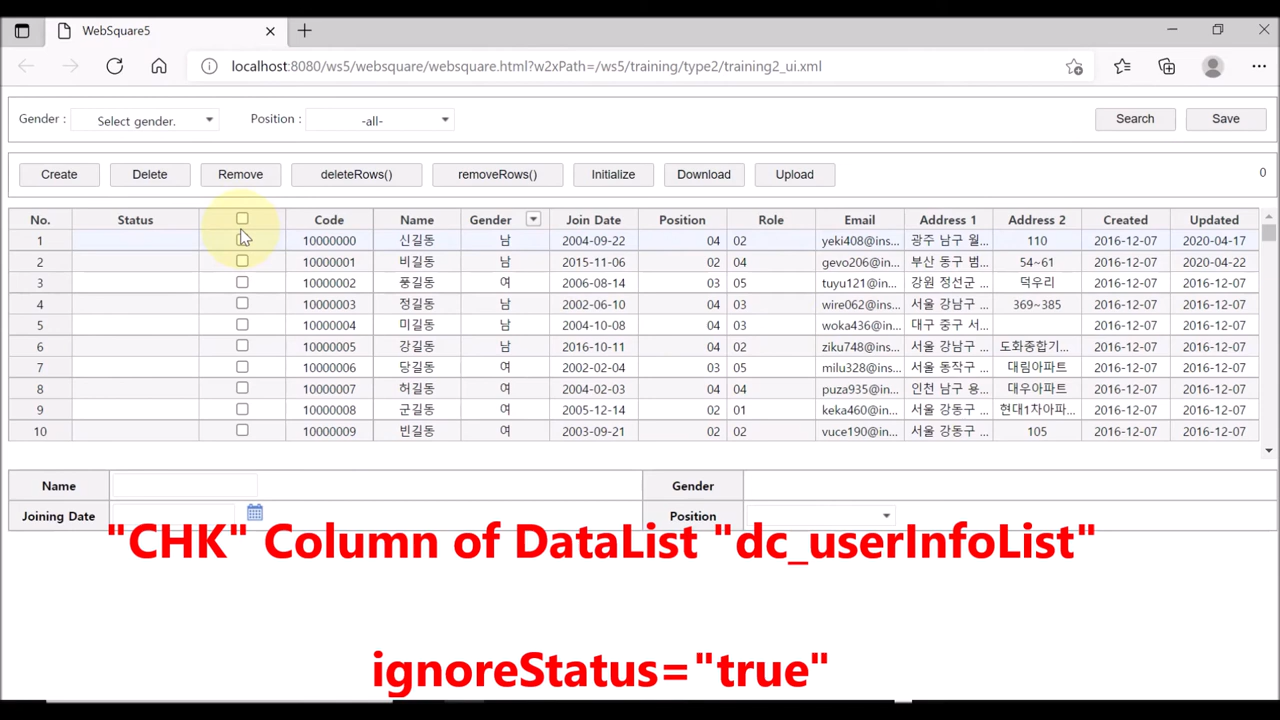 WebSquare5
localhost:8080/ws5/websquare/websquare.html?w2xPath=/ws5/training/type2/training2_ui.xml
Gender : Select gender. Position : -all- Search Save
Create Delete Remove deleteRows() removeRows() Initialize Download Upload 0
No. Status Code Name Gender Join Date Position Role Email Address 1 Address 2 Created Updated
1 10000000 신길동 남 2004-09-22 04 02 yeki408@ins... 광주 남구 월... 110 2016-12-07 2020-04-17
2 10000001 비길동 남 2015-11-06 02 04 gevo206@in... 부산 동구 범... 54~61 2016-12-07 2020-04-22
3 10000002 풍길동 여 2006-08-14 03 05 tuyu121@in... 강원 정선군 ... 덕우리 2016-12-07 2016-12-07
4 10000003 정길동 남 2002-06-10 04 03 wire062@ins... 서울 강남구 ... 369~385 2016-12-07 2016-12-07
5 10000004 미길동 남 2004-10-08 04 03 woka436@in... 대구 중구 서... 2016-12-07 2016-12-07
6 10000005 강길동 남 2016-10-11 04 02 ziku748@ins... 서울 강남구 ... 도화종합기... 2016-12-07 2016-12-07
7 10000006 당길동 여 2002-02-04 03 05 milu328@ins... 서울 동작구 ... 대림아파트 2016-12-07 2016-12-07
8 10000007 허길동 여 2004-02-03 04 04 puza935@in... 인천 남구 용... 대우아파트 2016-12-07 2016-12-07
9 10000008 군길동 여 2005-12-14 02 01 keka460@in... 서울 강동구 ... 현대1차아파... 2016-12-07 2016-12-07
10 10000009 빈길동 여 2003-09-21 02 02 vuce190@in... 서울 강동구 ... 105 2016-12-07 2016-12-07
Name Gender
Joining Date Position
"CHK" Column of DataList "dc_userInfoList"
ignoreStatus="true"